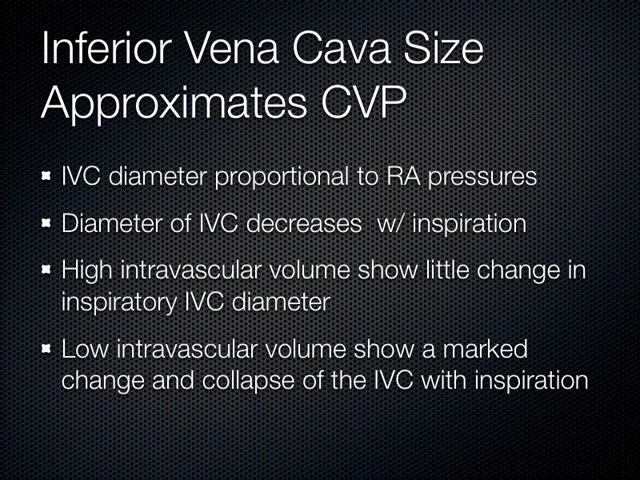 Inferior Vena Cava Size
Approximates CVP
IVC diameter proportional to RA pressures
Diameter of IVC decreases w/ inspiration
High intravascular volume show little change in
inspiratory IVC diameter
Low intravascular volume show a marked
change and collapse of the IVC with inspiration